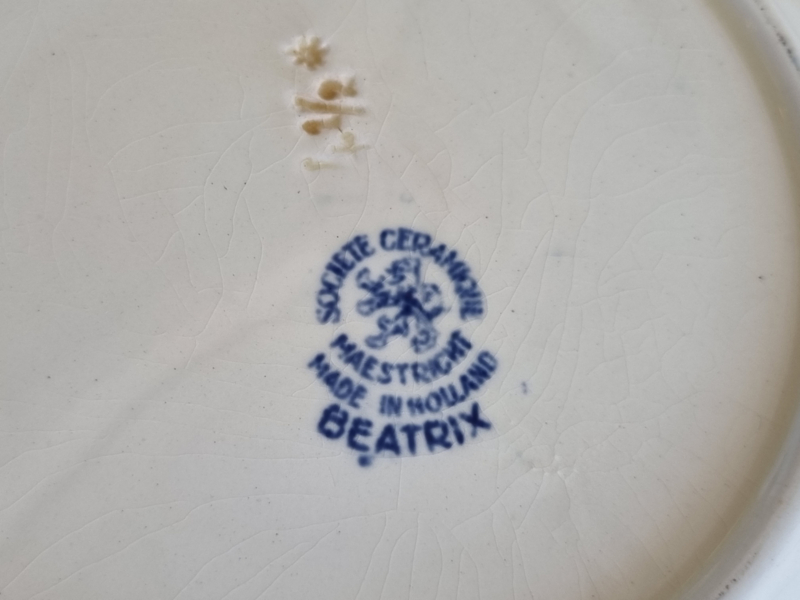 SOCIETE CERAMIQUE
MAESTRICHT
MADE IN HOLLAND
BEATRIX